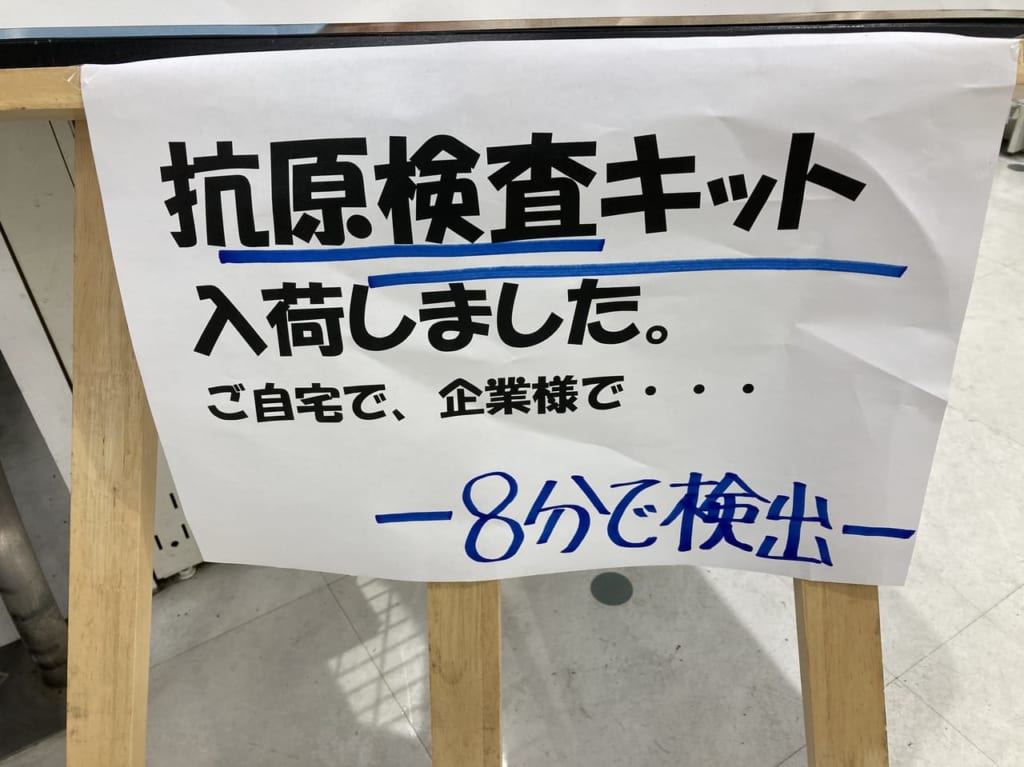 抗原検査キット
入荷しました。
ご自宅で、企業様で・・・
ー8分で検出ー